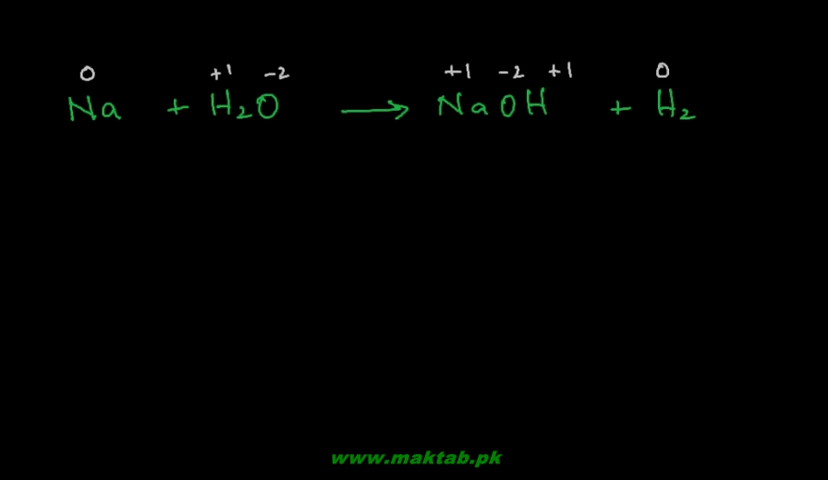 0 +1 -2 +1 -2 +1 0
Na + H2O → NaOH + H2
www.maktab.pk